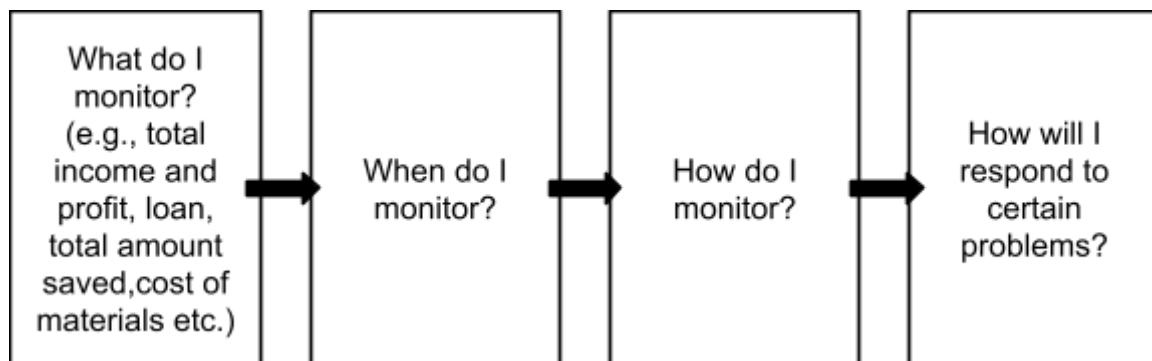 What do I
monitor?
(e.g., total
income and
profit, loan,
total amount
saved,cost of
materials etc.)
When do I
monitor?
How do I
monitor?
How will I
respond to
certain
problems?